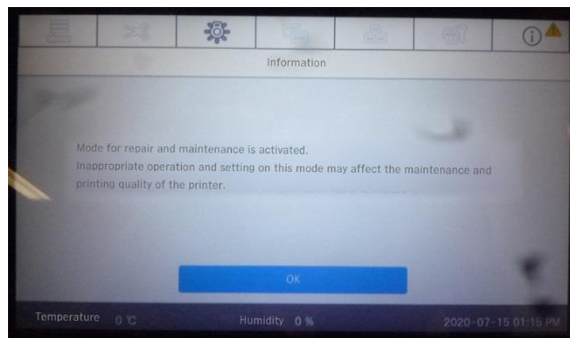 Information
Mode for repair and maintenance is activated.
Inappropriate operation and setting on this mode may affect the maintenance and
printing quality of the printer.
OK
Temperature 0 ℃ Humidity 0 % 2020-07-15 01:15 PM